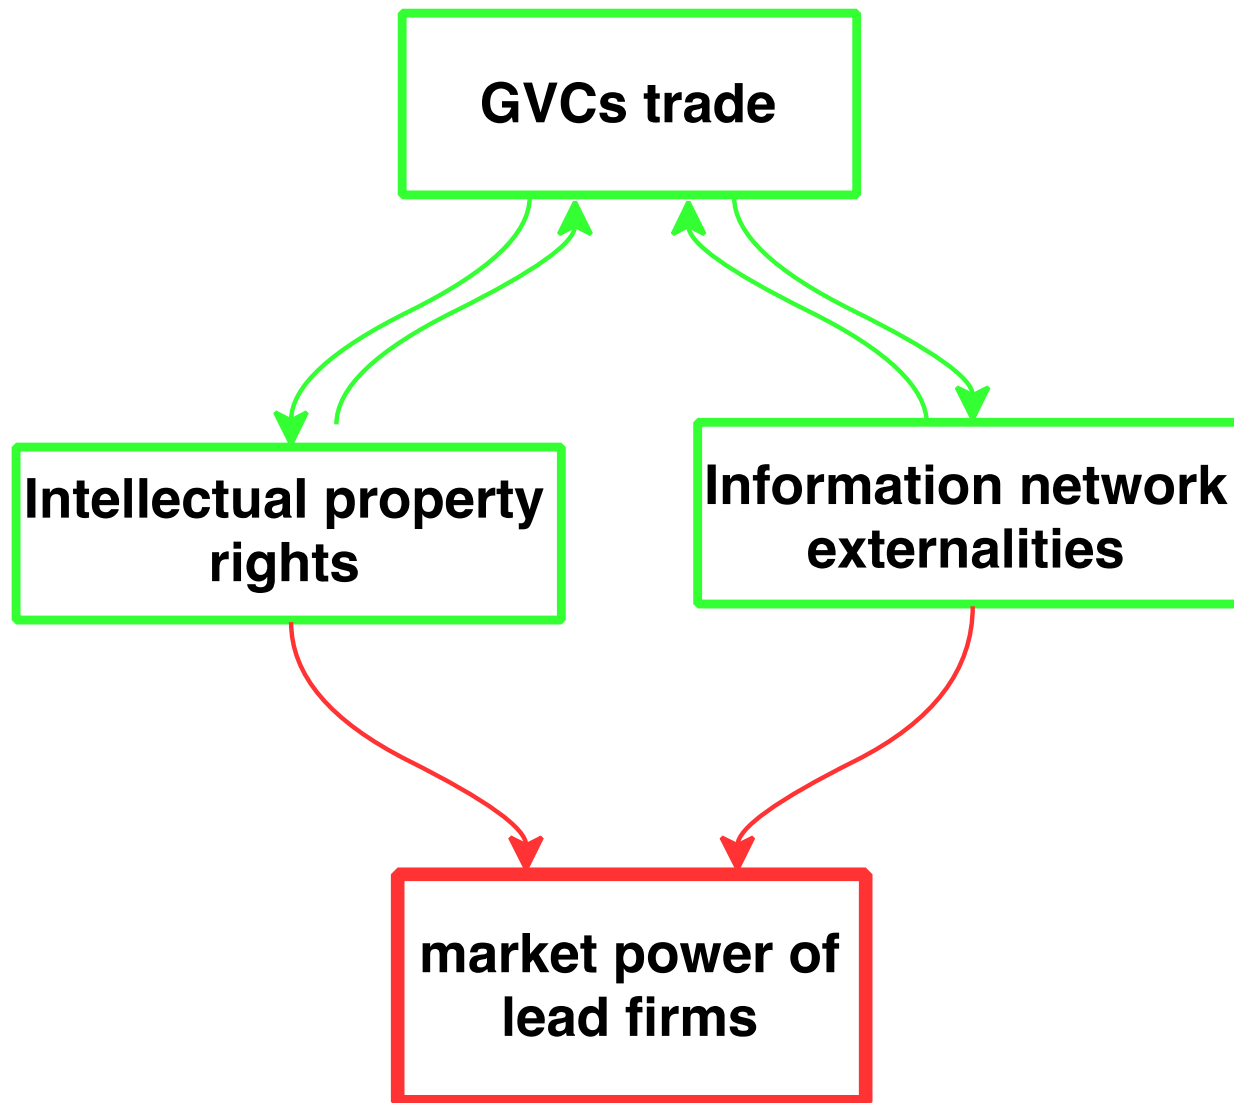 GVCs trade
Intellectual property
rights
Information network
externalities
market power of
lead firms